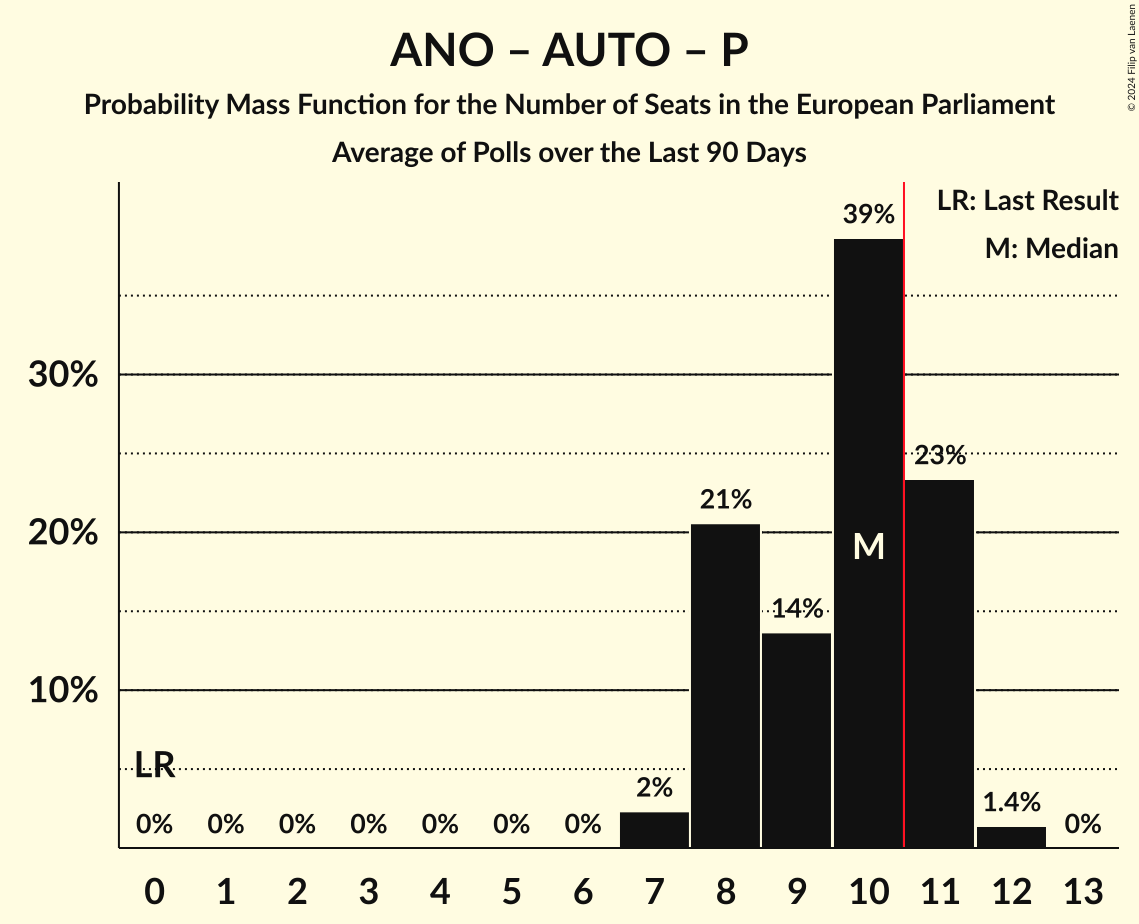 ANO – AUTO – P
Probability Mass Function for the Number of Seats in the European Parliament
Average of Polls over the Last 90 Days
© 2024 Filip van Laenen
LR: Last Result
M: Median
39%
30%
23%
21%
20%
M
14%
10%
LR
2%
1.4%
0% 0% 0% 0% 0% 0% 0% 0%
0 1 2 3 4 5 6 7 8 9 10 11 12 13